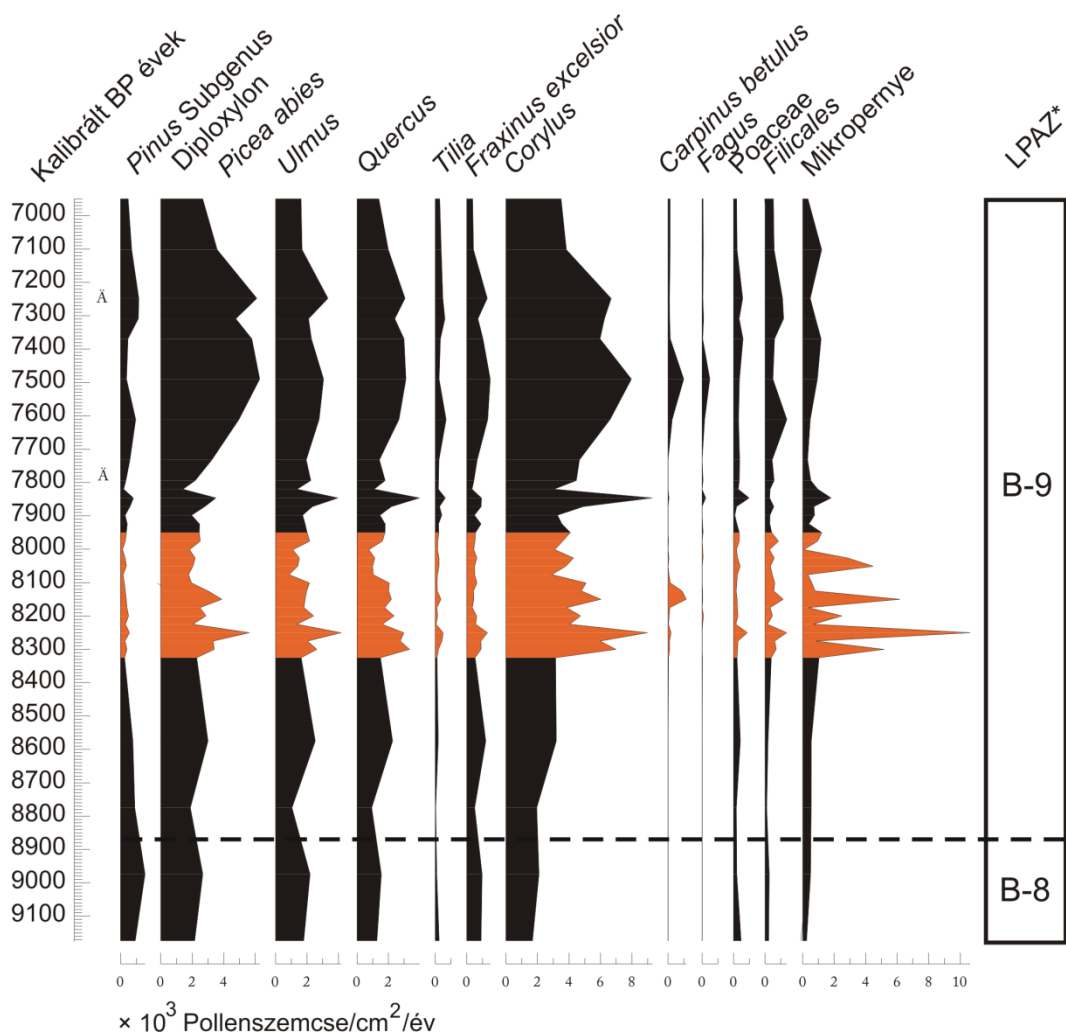 Kalibrált BP évek
Pinus Subgenus
Diploxylon
Picea abies
Ulmus
Quercus
Tilia
Fraxinus excelsior
Corylus
Carpinus betulus
Fagus
Poaceae
Filicales
Mikropernye
LPAZ*
7000
7100
7200
7300
7400
7500
7600
7700
7800
7900
8000
8100
8200
8300
8400
8500
8600
8700
8800
8900
9000
9100
Ä
Ä
B-9
B-8
0 0 2 4 0 2 0 2 0 0 0 2 4 6 8 0 0 0 0 0 2 4 6 8 10
× 10³ Pollenszemcse/cm²/év